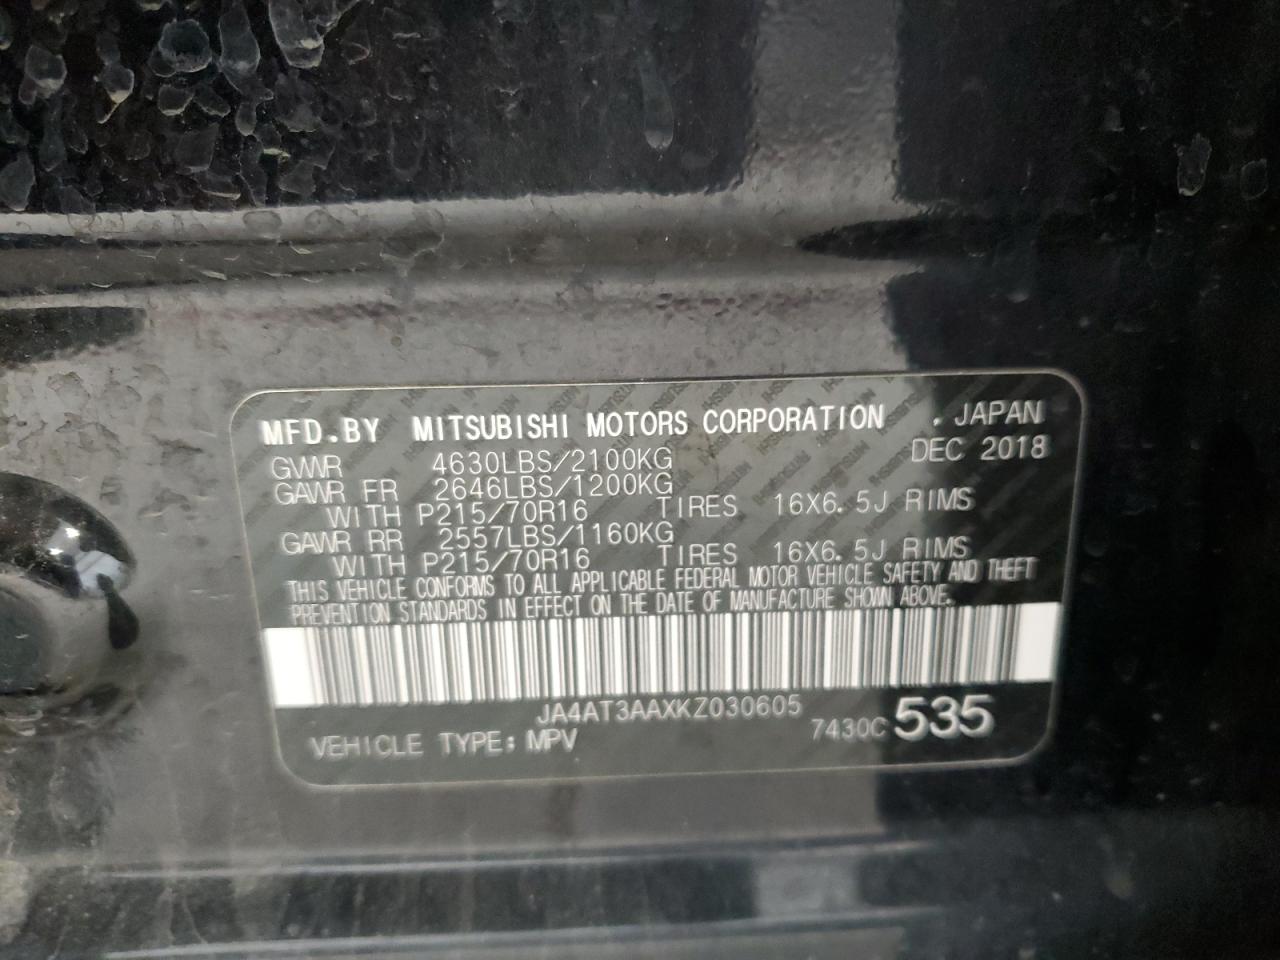 MFD.BY MITSUBISHI MOTORS CORPORATION . JAPAN
GVWR 4630LBS/2100KG DEC 2018
GAWR FR 2646LBS/1200KG
WITH P215/70R16 TIRES 16X6.5J RIMS
GAWR RR 2557LBS/1160KG
WITH P215/70R16 TIRES 16X6.5J RIMS
THIS VEHICLE CONFORMS TO ALL APPLICABLE FEDERAL MOTOR VEHICLE SAFETY AND THEFT
PREVENTION STANDARDS IN EFFECT ON THE DATE OF MANUFACTURE SHOWN ABOVE.
JA4AT3AAXKZ030605
VEHICLE TYPE: MPV 7430C 535